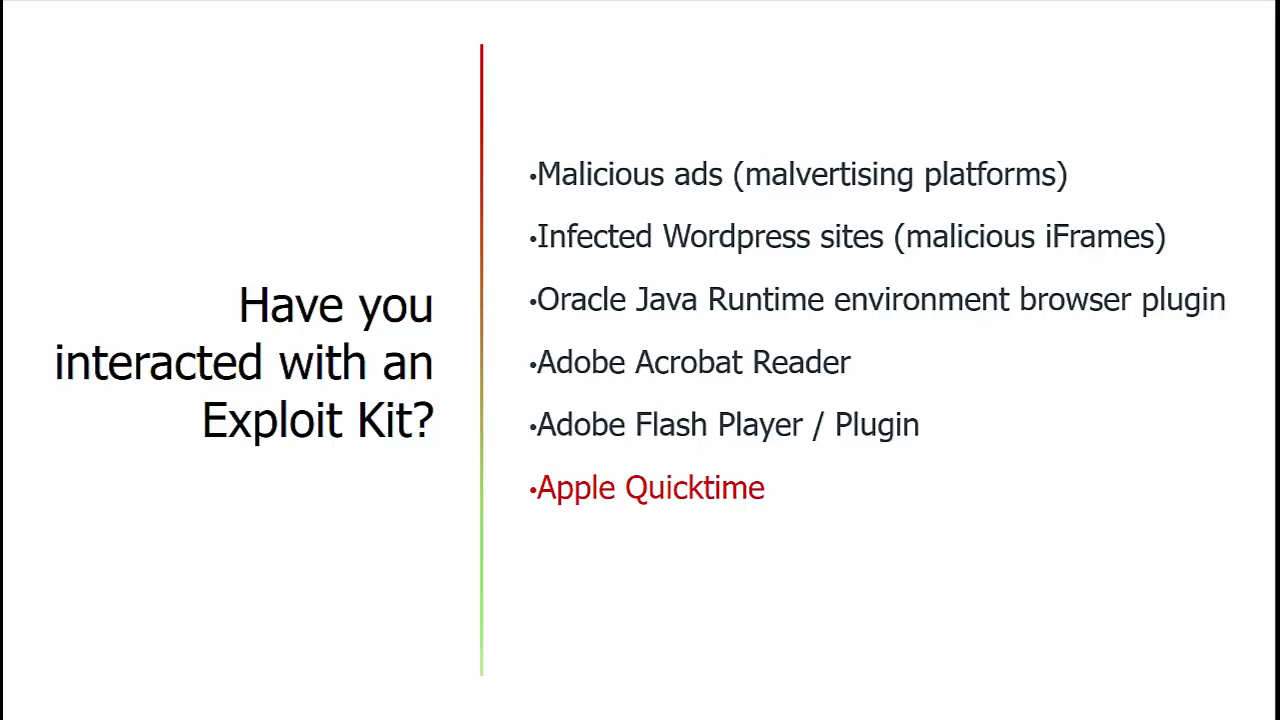 Have you
interacted with an
Exploit Kit?
•Malicious ads (malvertising platforms)
•Infected Wordpress sites (malicious iFrames)
•Oracle Java Runtime environment browser plugin
•Adobe Acrobat Reader
•Adobe Flash Player / Plugin
•Apple Quicktime